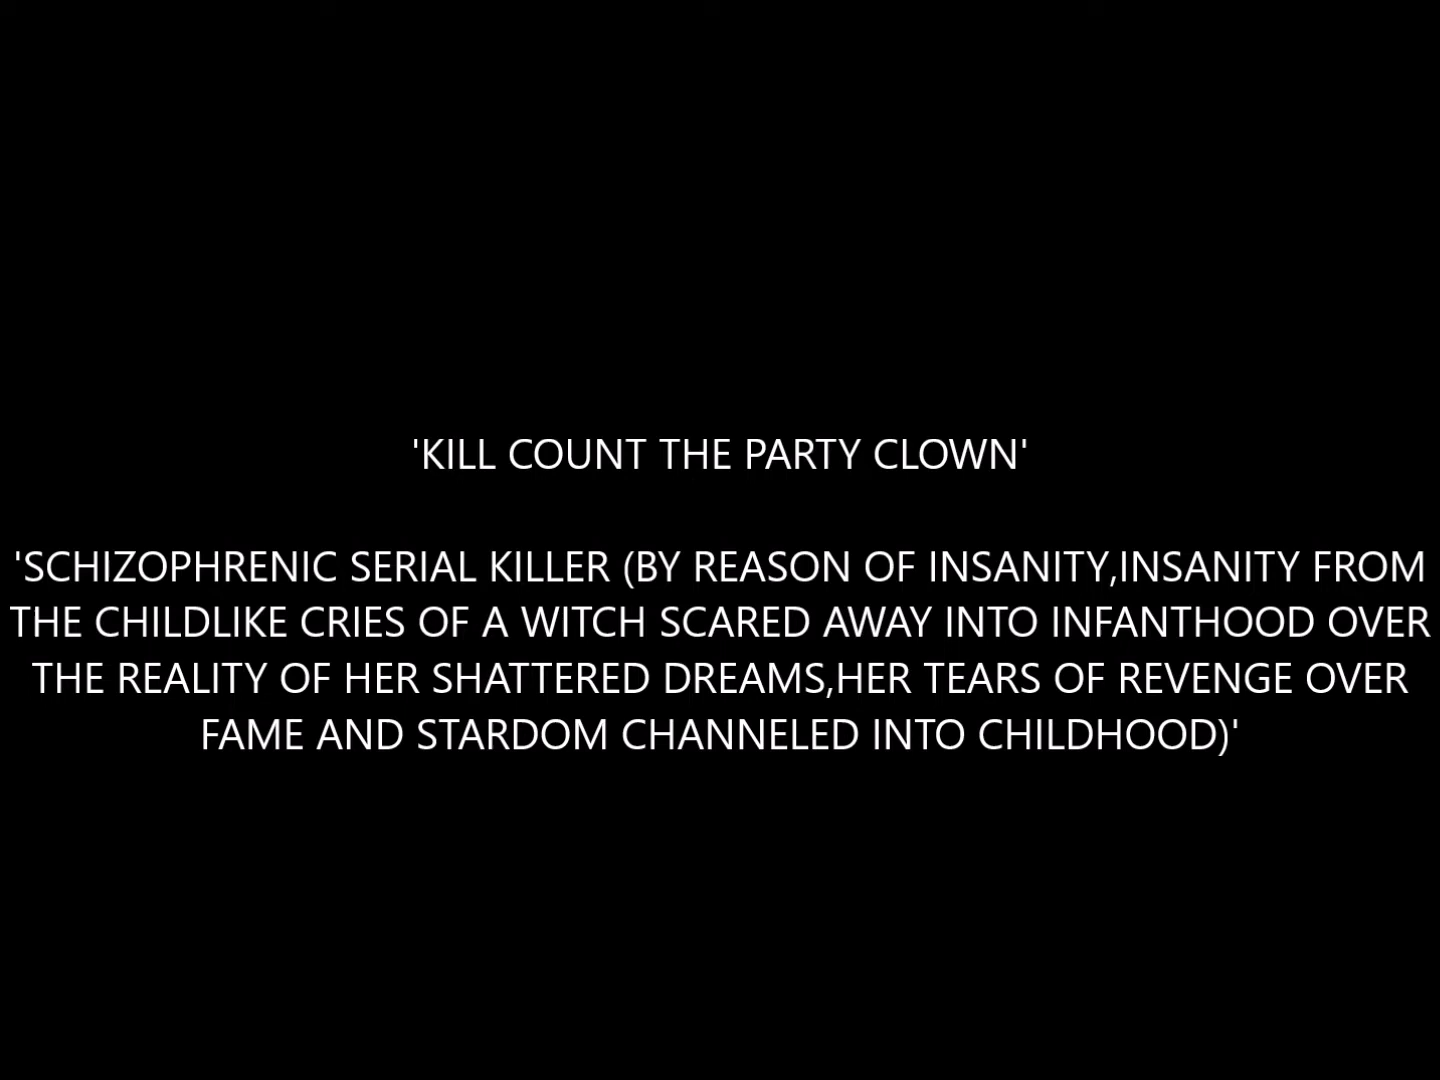 'KILL COUNT THE PARTY CLOWN'
'SCHIZOPHRENIC SERIAL KILLER (BY REASON OF INSANITY,INSANITY FROM
THE CHILDLIKE CRIES OF A WITCH SCARED AWAY INTO INFANTHOOD OVER
THE REALITY OF HER SHATTERED DREAMS,HER TEARS OF REVENGE OVER
FAME AND STARDOM CHANNELED INTO CHILDHOOD)'